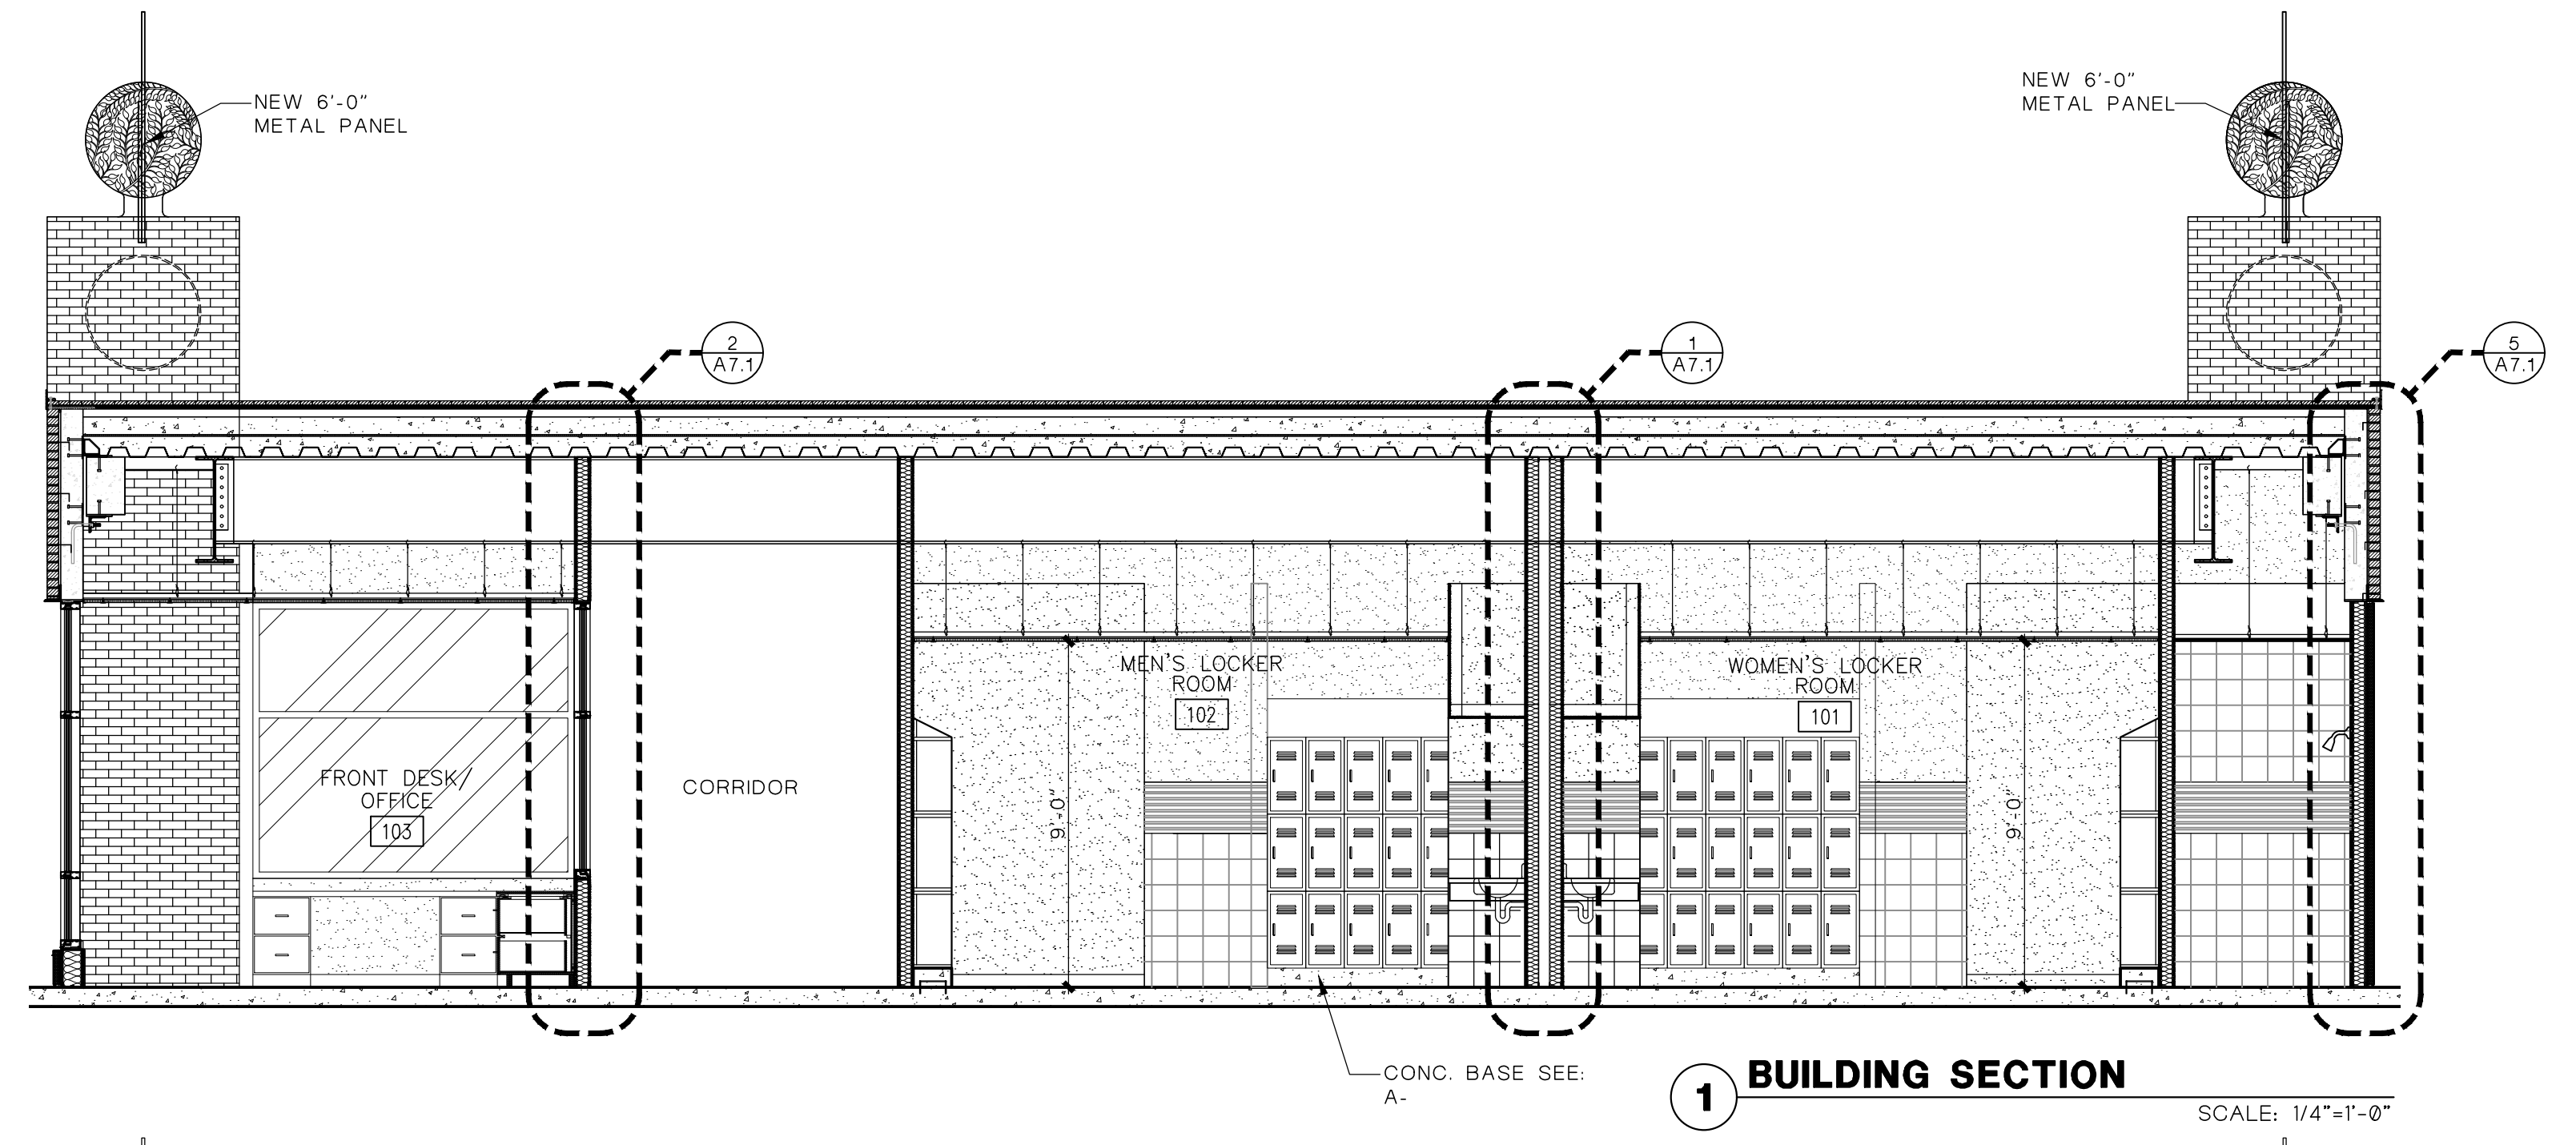 NEW 6'-0"
METAL PANEL
NEW 6'-0"
METAL PANEL
2
A7.1
1
A7.1
5
A7.1
MEN'S LOCKER
ROOM
102
WOMEN'S LOCKER
ROOM
101
FRONT DESK/
OFFICE
103
CORRIDOR
9'-0"
9'-0"
CONC. BASE SEE:
A-
1
BUILDING SECTION
SCALE: 1/4"=1'-0"